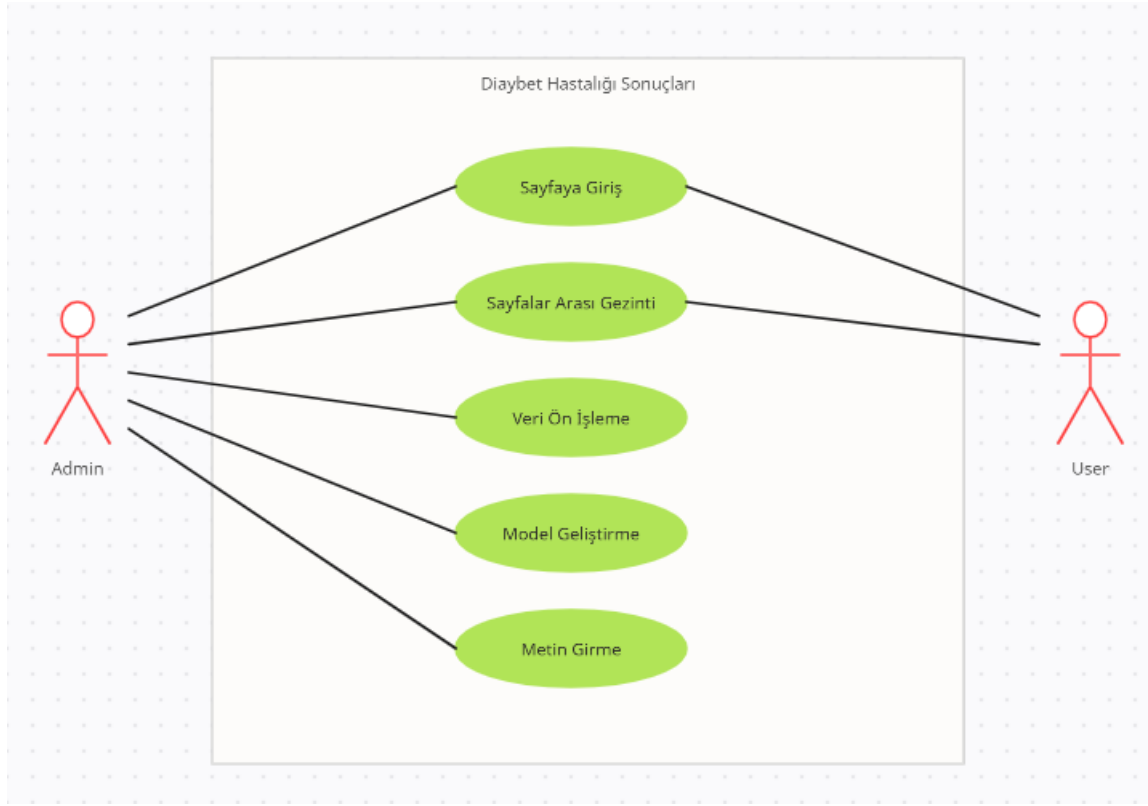 Diaybet Hastalığı Sonuçları
Sayfaya Giriş
Sayfalar Arası Gezinti
Veri Ön İşleme
Admin
User
Model Geliştirme
Metin Girme